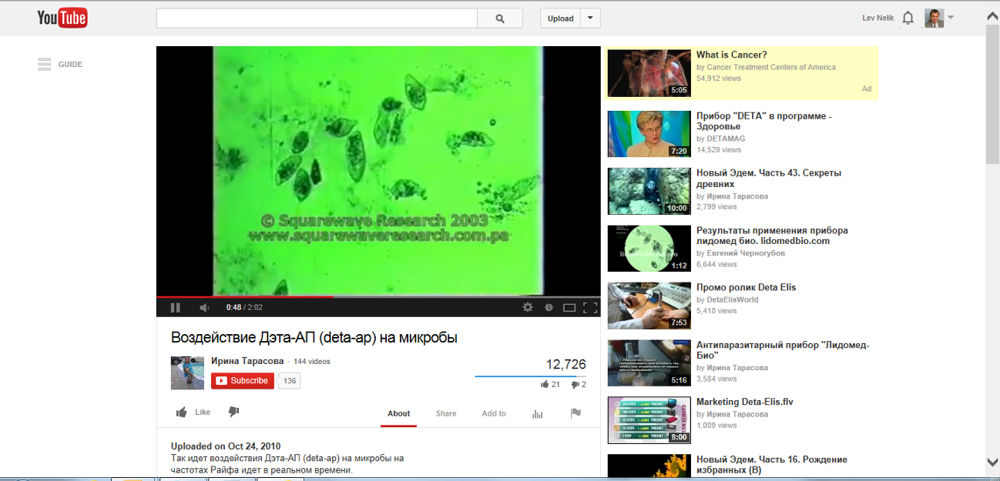 YouTube
Upload
Lev Nelik
GUIDE
© Squarewave Research 2003
www.squarewaveresearch.com.pa
0:48 / 2:02
Воздействие Дэта-АП (deta-ap) на микробы
Ирина Тарасова · 144 videos
Subscribe 136
12,726
21 2
Like
About Share Add to
Uploaded on Oct 24, 2010
Так идет воздействия Дэта-АП (deta-ap) на микробы на
частотах Райфа идет в реальном времени.
What is Cancer?
by Cancer Treatment Centers of America
54,912 views
Ad
5:05
Прибор "DETA" в программе -
Здоровье
by DETAMAG
14,529 views
7:20
Новый Эдем. Часть 43. Секреты
древних
by Ирина Тарасова
2,799 views
10:00
Результаты применения прибора
лидомед био. lidomedbio.com
by Евгений Черногубов
6,644 views
1:12
Промо ролик Deta Elis
by DetaElisWorld
5,418 views
7:53
Антипаразитарный прибор "Лидомед-
Био"
by Ирина Тарасова
3,584 views
5:16
Marketing Deta-Elis.flv
by Ирина Тарасова
1,009 views
8:00
Новый Эдем. Часть 16. Рождение
избранных (В)